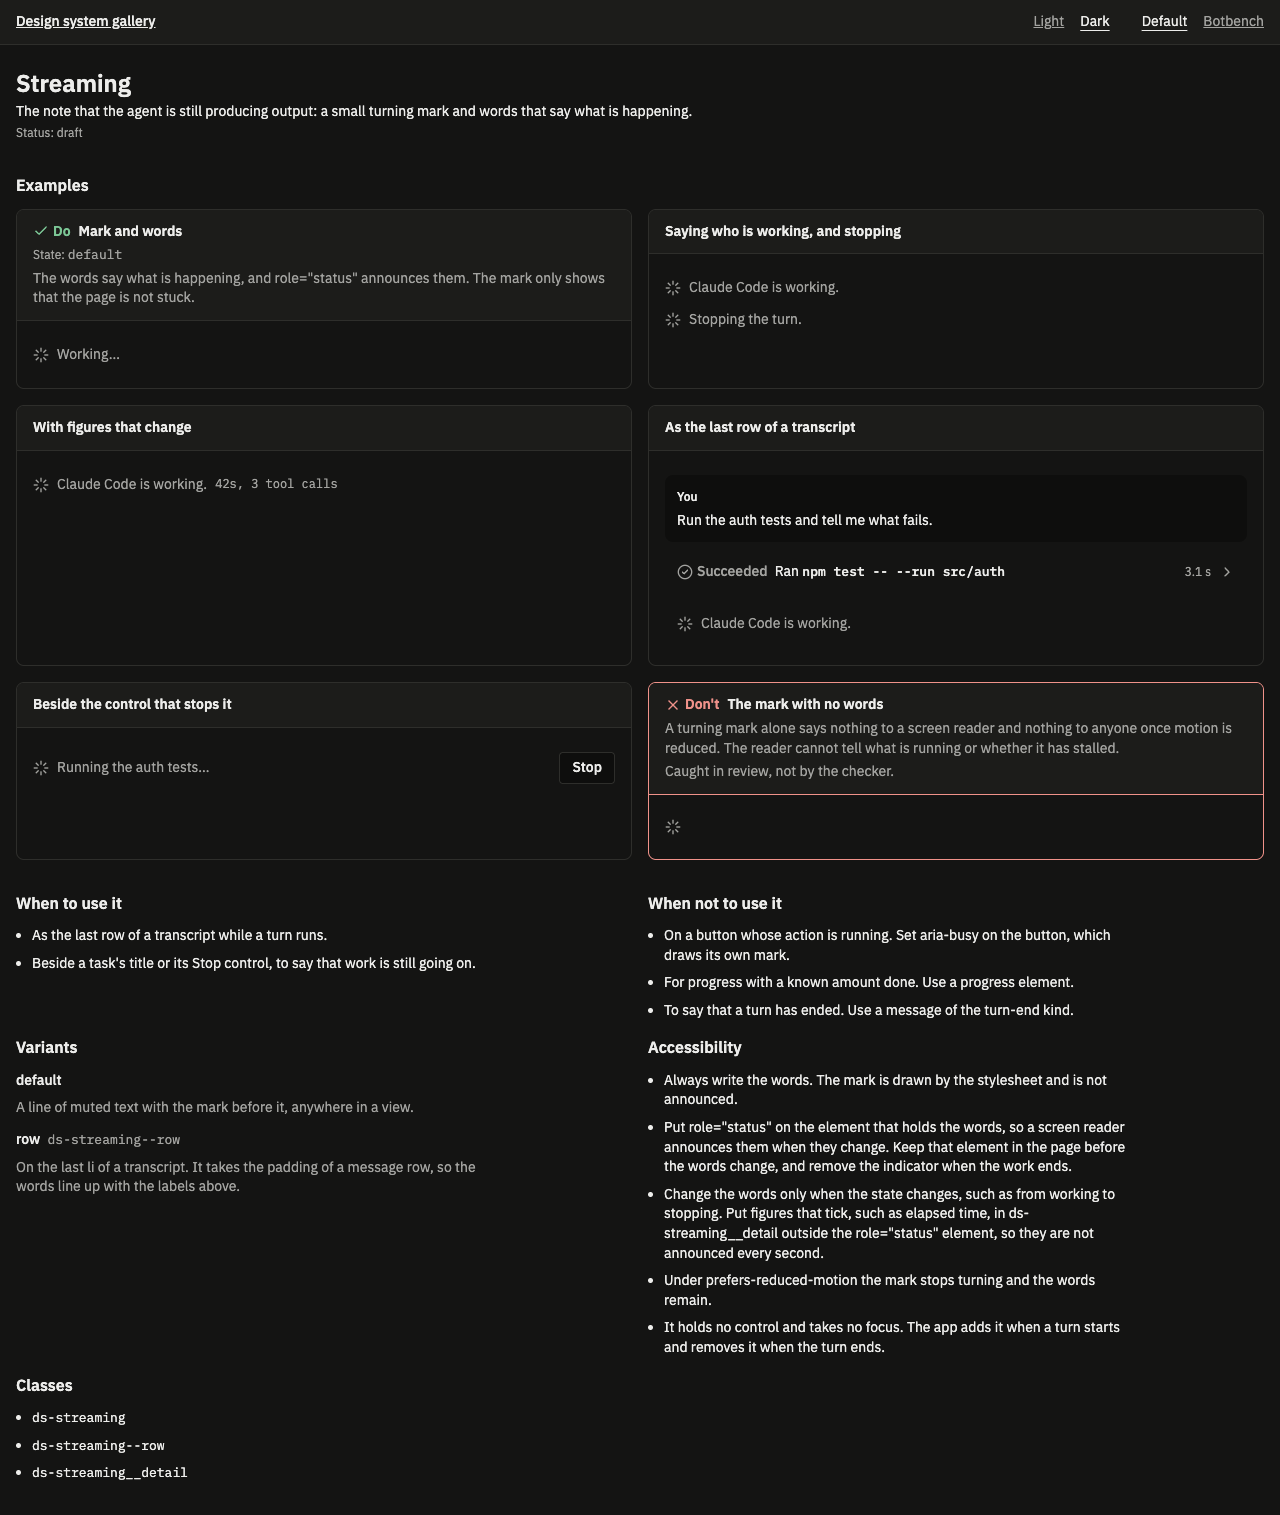 Design system gallery
Light Dark Default Botbench
Streaming
The note that the agent is still producing output: a small turning mark and words that say what is happening.
Status: draft
Examples
Do Mark and words
State: default
The words say what is happening, and role="status" announces them. The mark only shows
that the page is not stuck.
Working...
Saying who is working, and stopping
Claude Code is working.
Stopping the turn.
With figures that change
Claude Code is working. 42s, 3 tool calls
As the last row of a transcript
You
Run the auth tests and tell me what fails.
Succeeded Ran npm test -- --run src/auth 3.1 s
Claude Code is working.
Beside the control that stops it
Running the auth tests... Stop
Don't The mark with no words
A turning mark alone says nothing to a screen reader and nothing to anyone once motion is
reduced. The reader cannot tell what is running or whether it has stalled.
Caught in review, not by the checker.
When to use it
As the last row of a transcript while a turn runs.
Beside a task's title or its Stop control, to say that work is still going on.
When not to use it
On a button whose action is running. Set aria-busy on the button, which
draws its own mark.
For progress with a known amount done. Use a progress element.
To say that a turn has ended. Use a message of the turn-end kind.
Variants
default
A line of muted text with the mark before it, anywhere in a view.
row ds-streaming--row
On the last li of a transcript. It takes the padding of a message row, so the
words line up with the labels above.
Accessibility
Always write the words. The mark is drawn by the stylesheet and is not
announced.
Put role="status" on the element that holds the words, so a screen reader
announces them when they change. Keep that element in the page before
the words change, and remove the indicator when the work ends.
Change the words only when the state changes, such as from working to
stopping. Put figures that tick, such as elapsed time, in ds-
streaming__detail outside the role="status" element, so they are not
announced every second.
Under prefers-reduced-motion the mark stops turning and the words
remain.
It holds no control and takes no focus. The app adds it when a turn starts
and removes it when the turn ends.
Classes
ds-streaming
ds-streaming--row
ds-streaming__detail